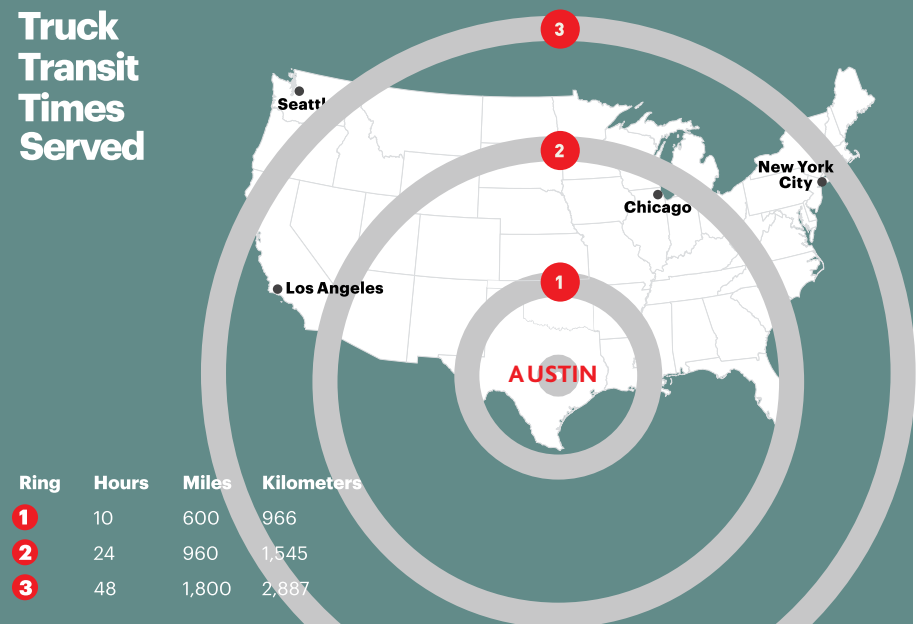 Truck
Transit
Times
Served
3
Seattl
2
New York
City
Chicago
1
Los Angeles
AUSTIN
Ring Hours Miles Kilometers
1 10 600 966
2 24 960 1,545
3 48 1,800 2,887